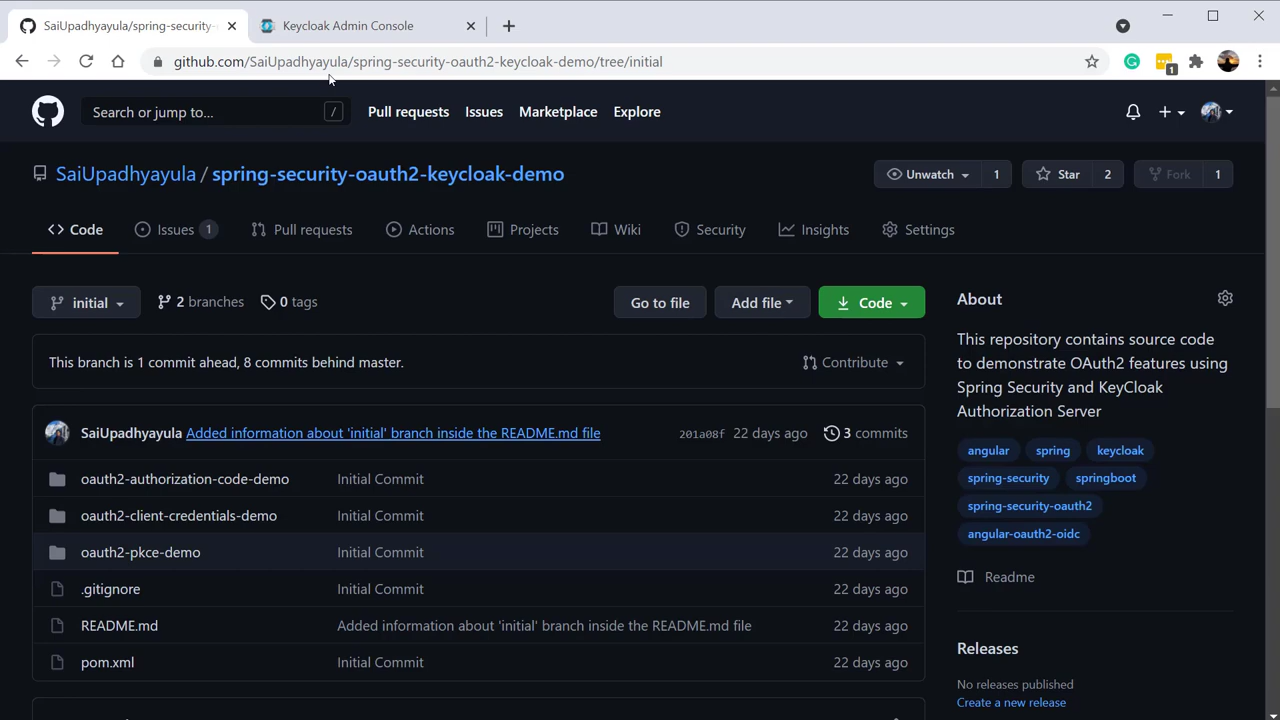 SaiUpadhyayula/spring-security-
Keycloak Admin Console
github.com/SaiUpadhyayula/spring-security-oauth2-keycloak-demo/tree/initial
1
Search or jump to...
/
Pull requests
Issues
Marketplace
Explore
SaiUpadhyayula / spring-security-oauth2-keycloak-demo
Unwatch 1
Star 2
Fork 1
Code
Issues 1
Pull requests
Actions
Projects
Wiki
Security
Insights
Settings
initial
2 branches
0 tags
Go to file
Add file
Code
This branch is 1 commit ahead, 8 commits behind master.
Contribute
SaiUpadhyayula Added information about 'initial' branch inside the README.md file 201a08f 22 days ago 3 commits
oauth2-authorization-code-demo Initial Commit 22 days ago
oauth2-client-credentials-demo Initial Commit 22 days ago
oauth2-pkce-demo Initial Commit 22 days ago
.gitignore Initial Commit 22 days ago
README.md Added information about 'initial' branch inside the README.md file 22 days ago
pom.xml Initial Commit 22 days ago
About
This repository contains source code
to demonstrate OAuth2 features using
Spring Security and KeyCloak
Authorization Server
angular spring keycloak
spring-security springboot
spring-security-oauth2
angular-oauth2-oidc
Readme
Releases
No releases published
Create a new release